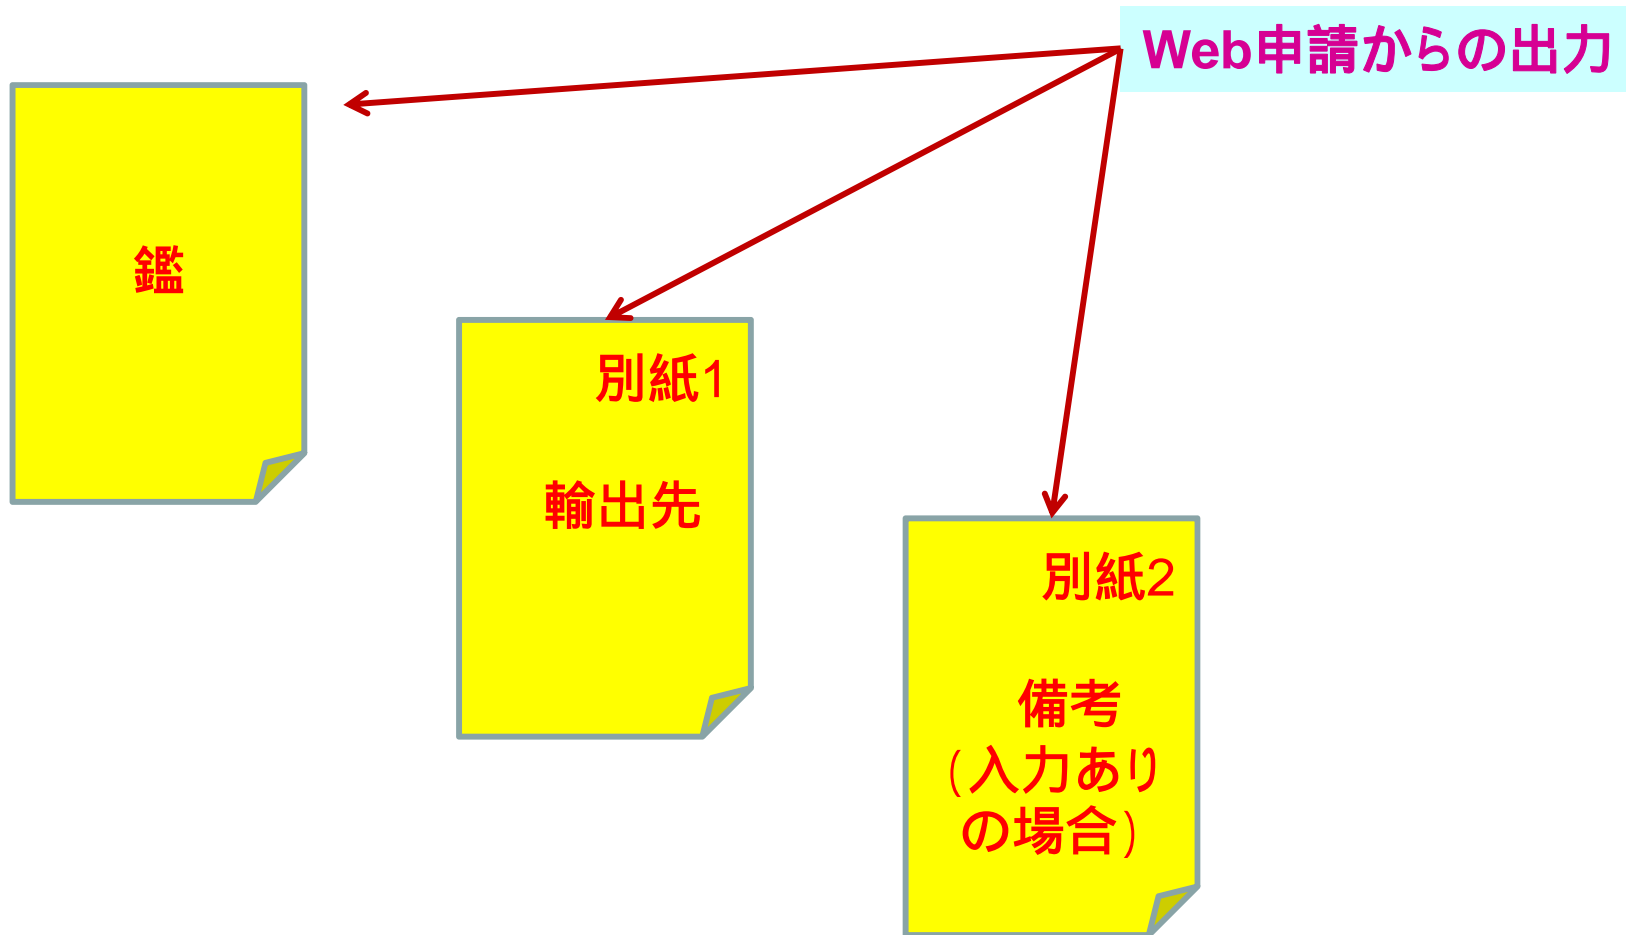 Web申請からの出力
鑑
別紙1
輸出先
別紙2
備考
(入力あり
の場合)